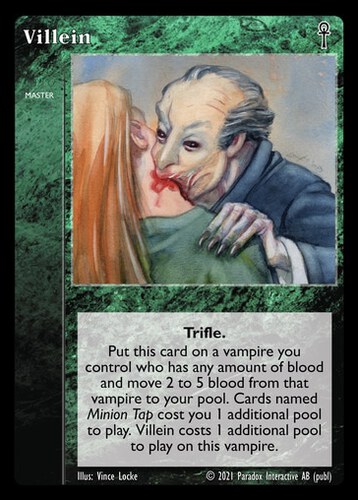 Villein
MASTER
Trifle.
Put this card on a vampire you
control who has any amount of blood
and move 2 to 5 blood from that
vampire to your pool. Cards named
Minion Tap cost you 1 additional pool
to play. Villein costs 1 additional pool
to play on this vampire.
Illus: Vince Locke © 2021 Paradox Interactive AB (publ)